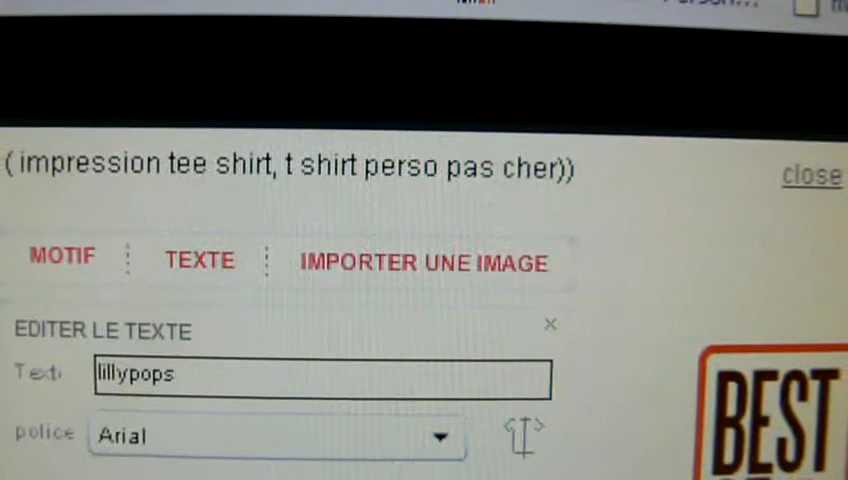 ( impression tee shirt, t shirt perso pas cher))
close
MOTIF
TEXTE
IMPORTER UNE IMAGE
EDITER LE TEXTE
Text
lillypops
police
Arial
BEST